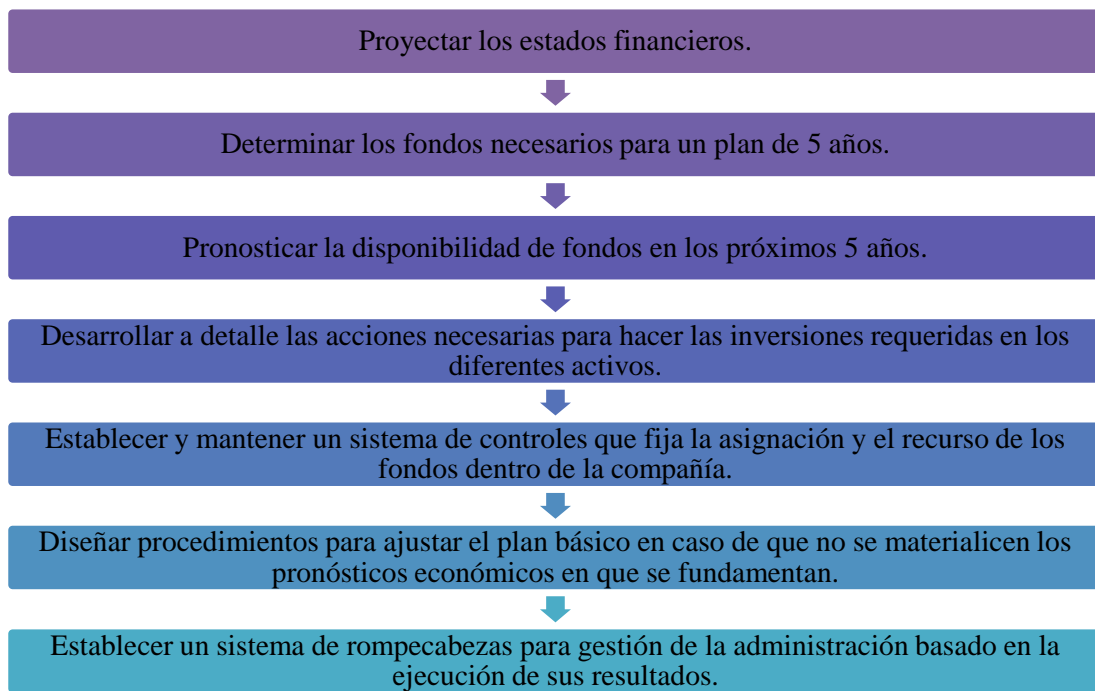 Proyectar los estados financieros.
Determinar los fondos necesarios para un plan de 5 años.
Pronosticar la disponibilidad de fondos en los próximos 5 años.
Desarrollar a detalle las acciones necesarias para hacer las inversiones requeridas en los
diferentes activos.
Establecer y mantener un sistema de controles que fija la asignación y el recurso de los
fondos dentro de la compañía.
Diseñar procedimientos para ajustar el plan básico en caso de que no se materialicen los
pronósticos económicos en que se fundamentan.
Establecer un sistema de rompecabezas para gestión de la administración basado en la
ejecución de sus resultados.